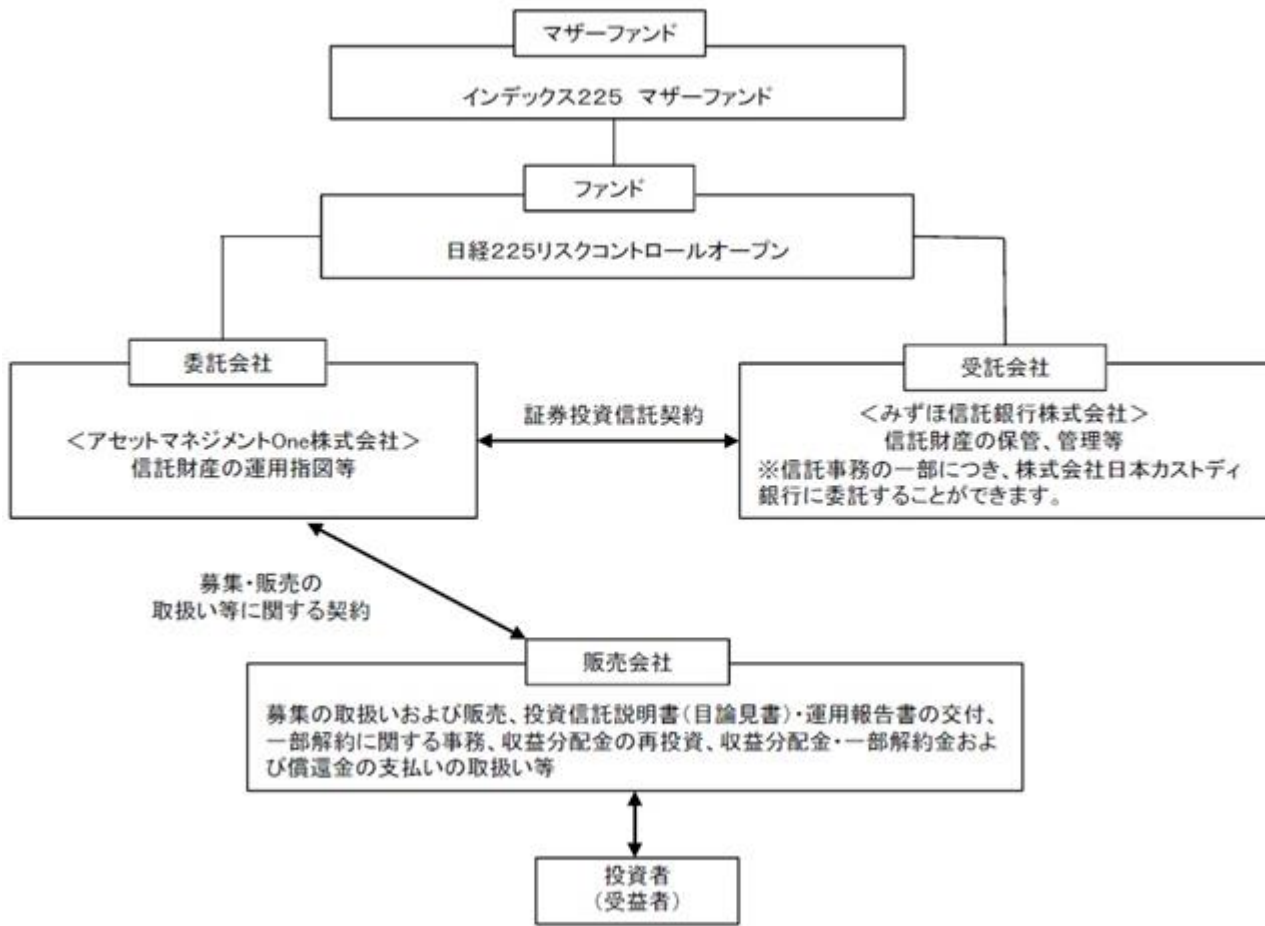 マザーファンド
インデックス225 マザーファンド
ファンド
日経225リスクコントロールオープン
委託会社
<アセットマネジメントOne株式会社>
信託財産の運用指図等
証券投資信託契約
受託会社
<みずほ信託銀行株式会社>
信託財産の保管、管理等
※信託事務の一部につき、株式会社日本カストディ
銀行に委託することができます。
募集・販売の
取扱い等に関する契約
販売会社
募集の取扱いおよび販売、投資信託説明書(目論見書)・運用報告書の交付、
一部解約に関する事務、収益分配金の再投資、収益分配金・一部解約金およ
び償還金の支払いの取扱い等
投資者
(受益者)